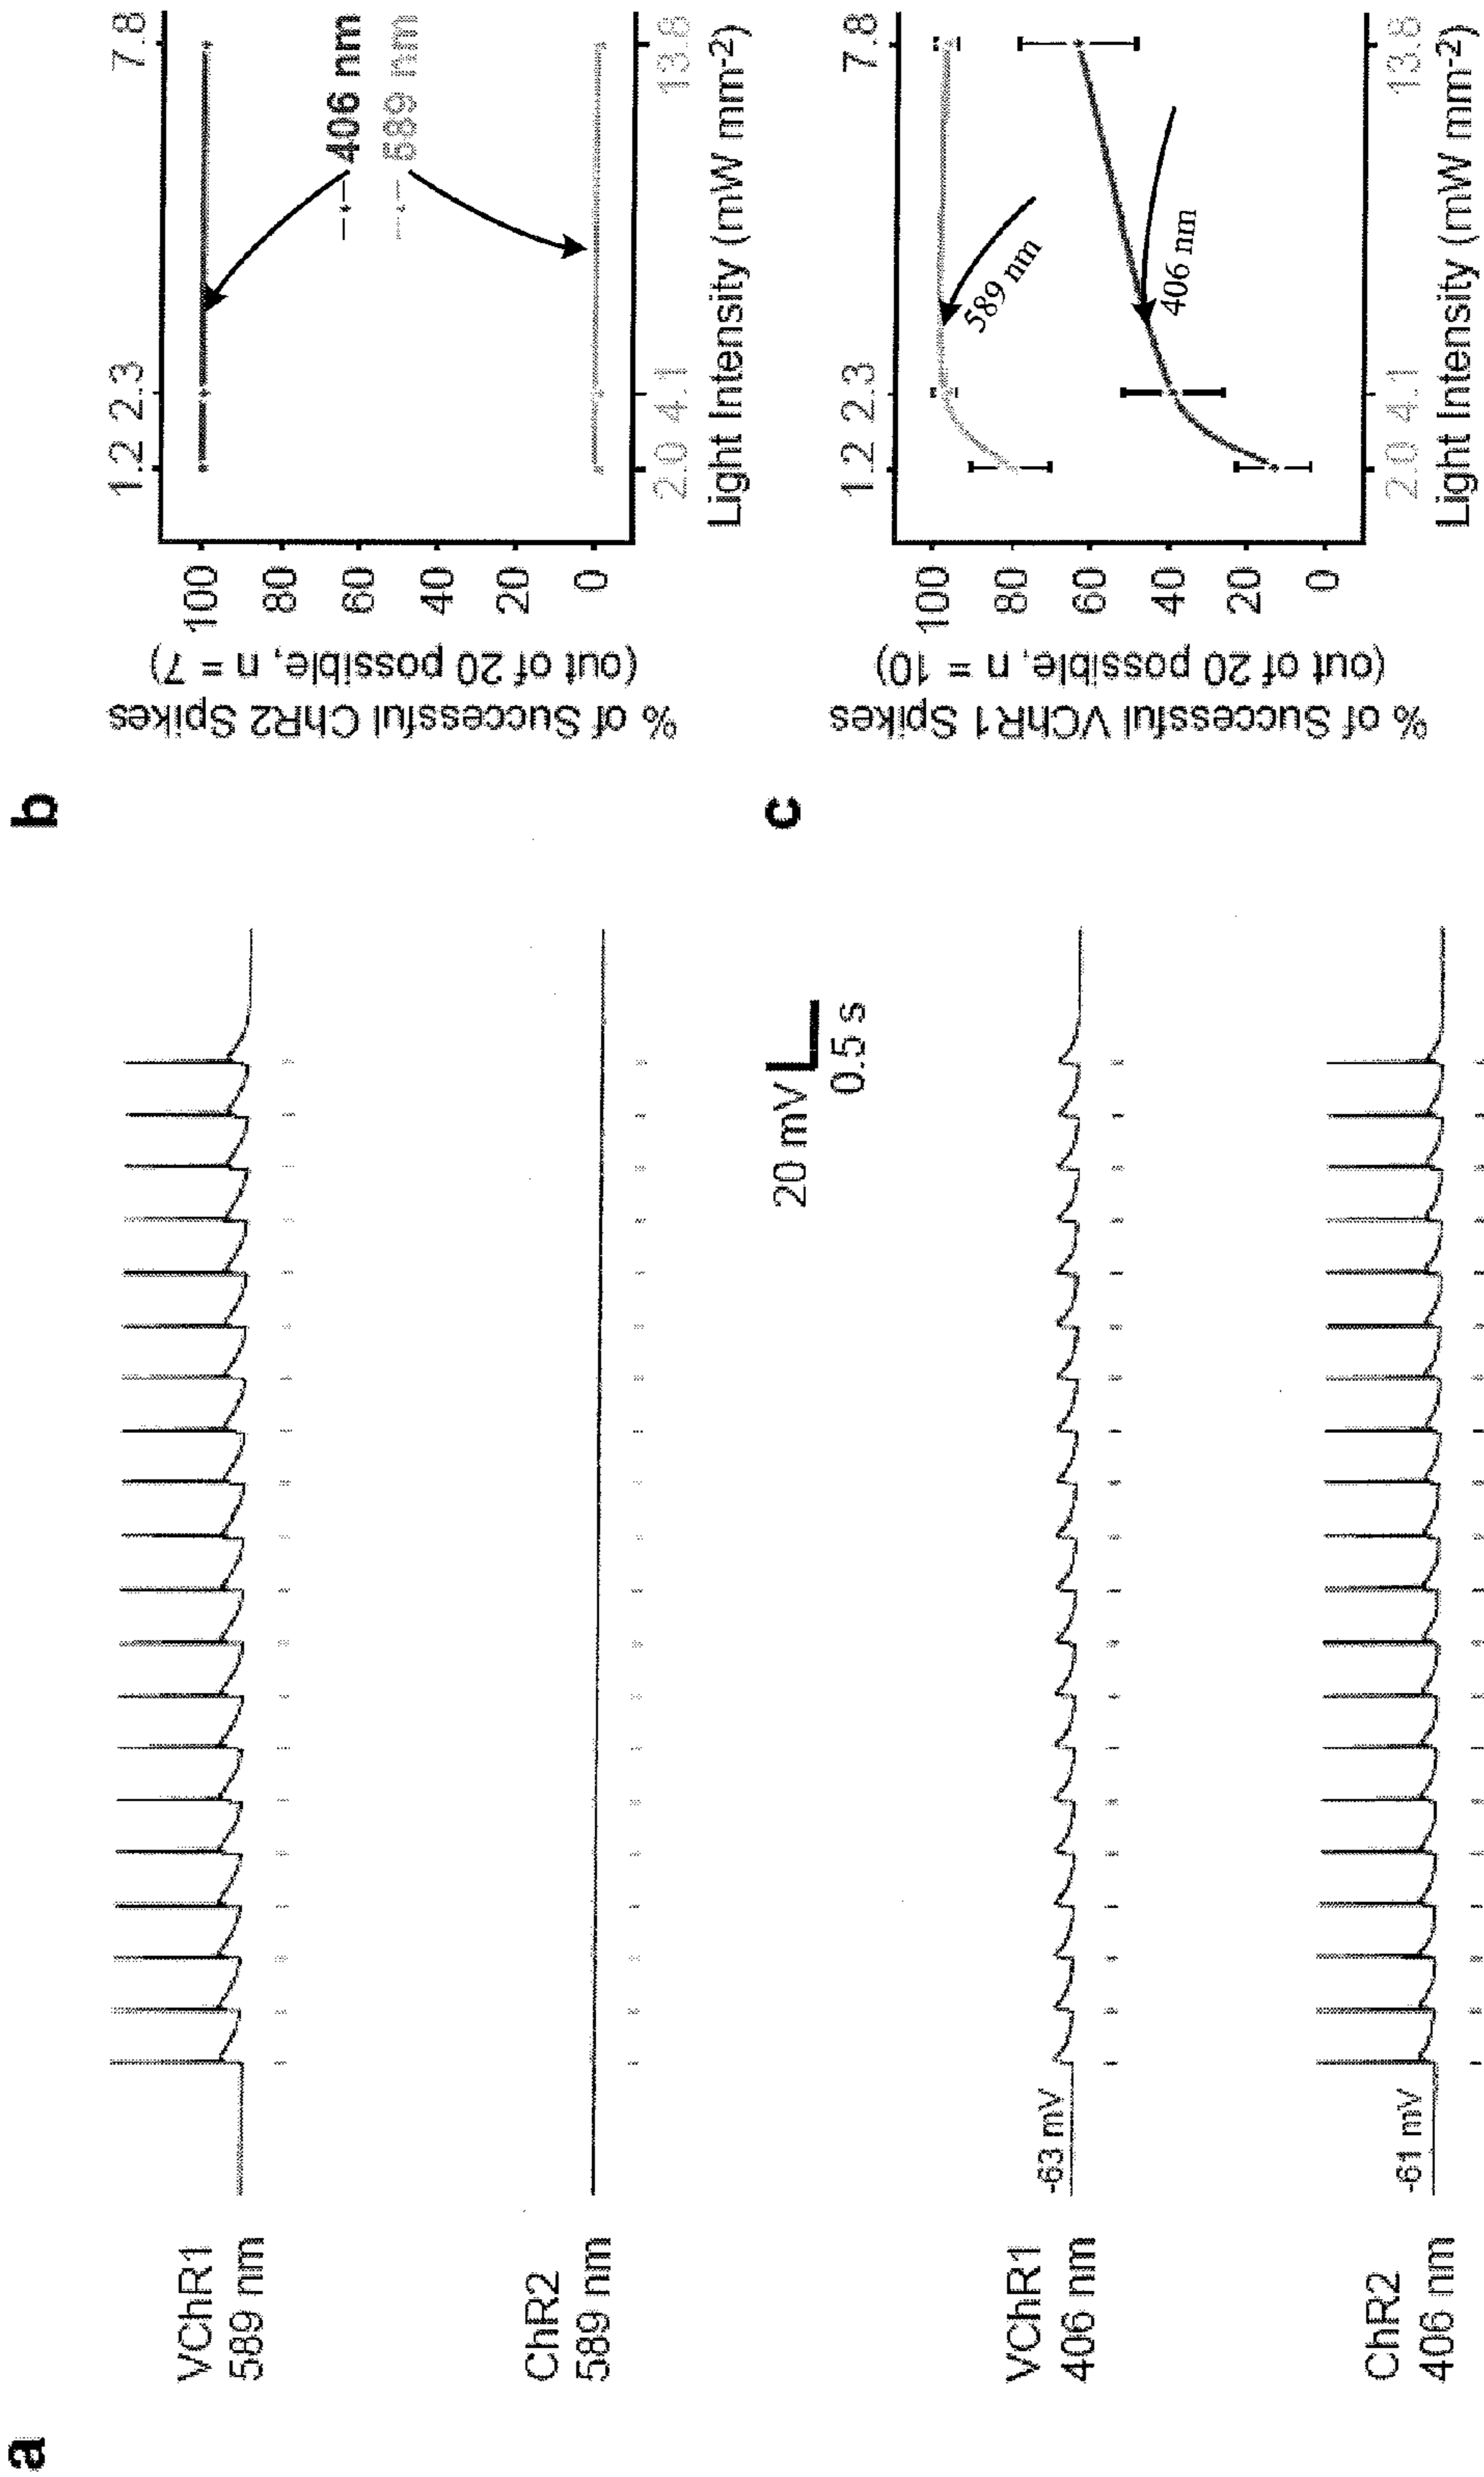 a
VChR1
589 nm
ChR2
589 nm
20 mV
0.5 s
VChR1
406 nm
-63 mV
ChR2
406 nm
-61 mV
b
% of Successful ChR2 Spikes
(out of 20 possible, n = 7)
100
80
60
40
20
0
1.2 2.3 7.8
406 nm
589 nm
2.0 4.1 13.8
Light Intensity (mW mm-2)
c
% of Successful VChR1 Spikes
(out of 20 possible, n = 10)
100
80
60
40
20
0
1.2 2.3 7.8
589 nm
406 nm
2.0 4.1 13.8
Light Intensity (mW mm-2)